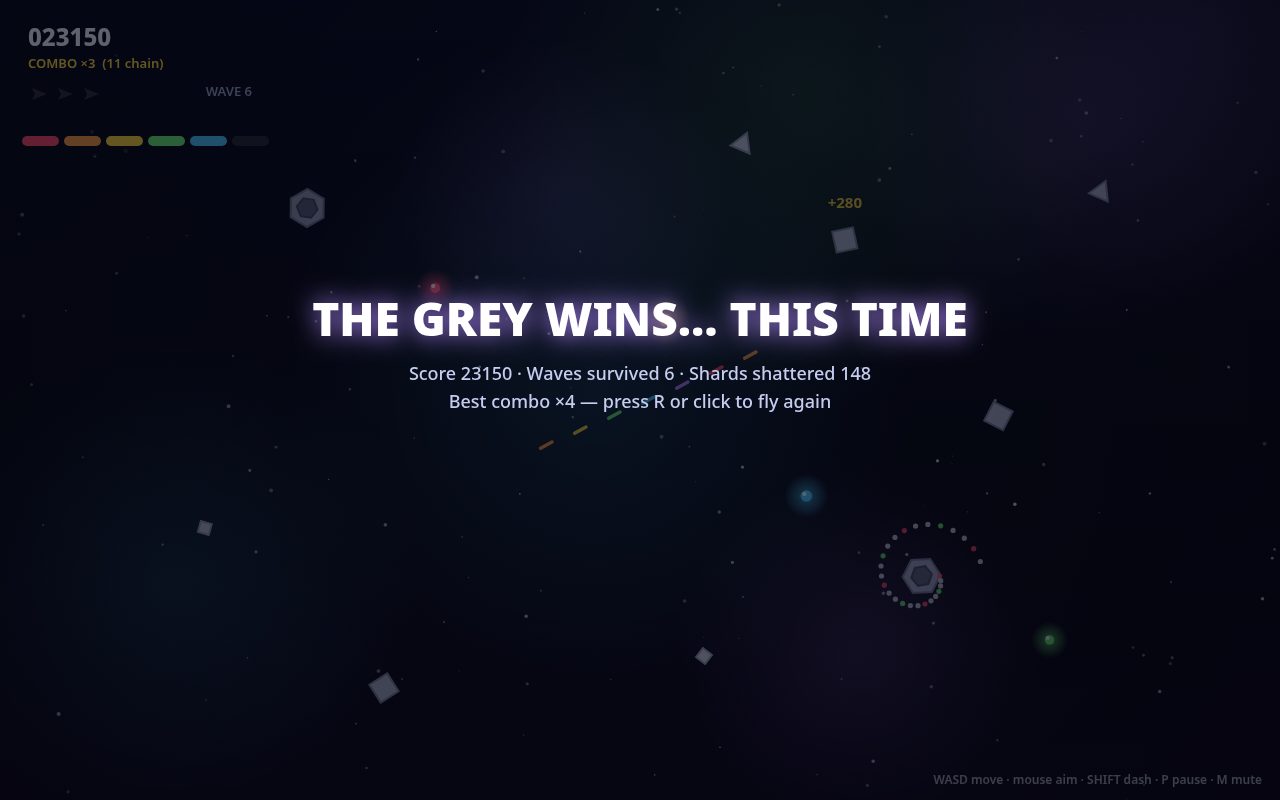 023150
COMBO ×3 (11 chain)
WAVE 6
+280
THE GREY WINS... THIS TIME
Score 23150 · Waves survived 6 · Shards shattered 148
Best combo ×4 — press R or click to fly again
WASD move · mouse aim · SHIFT dash · P pause · M mute